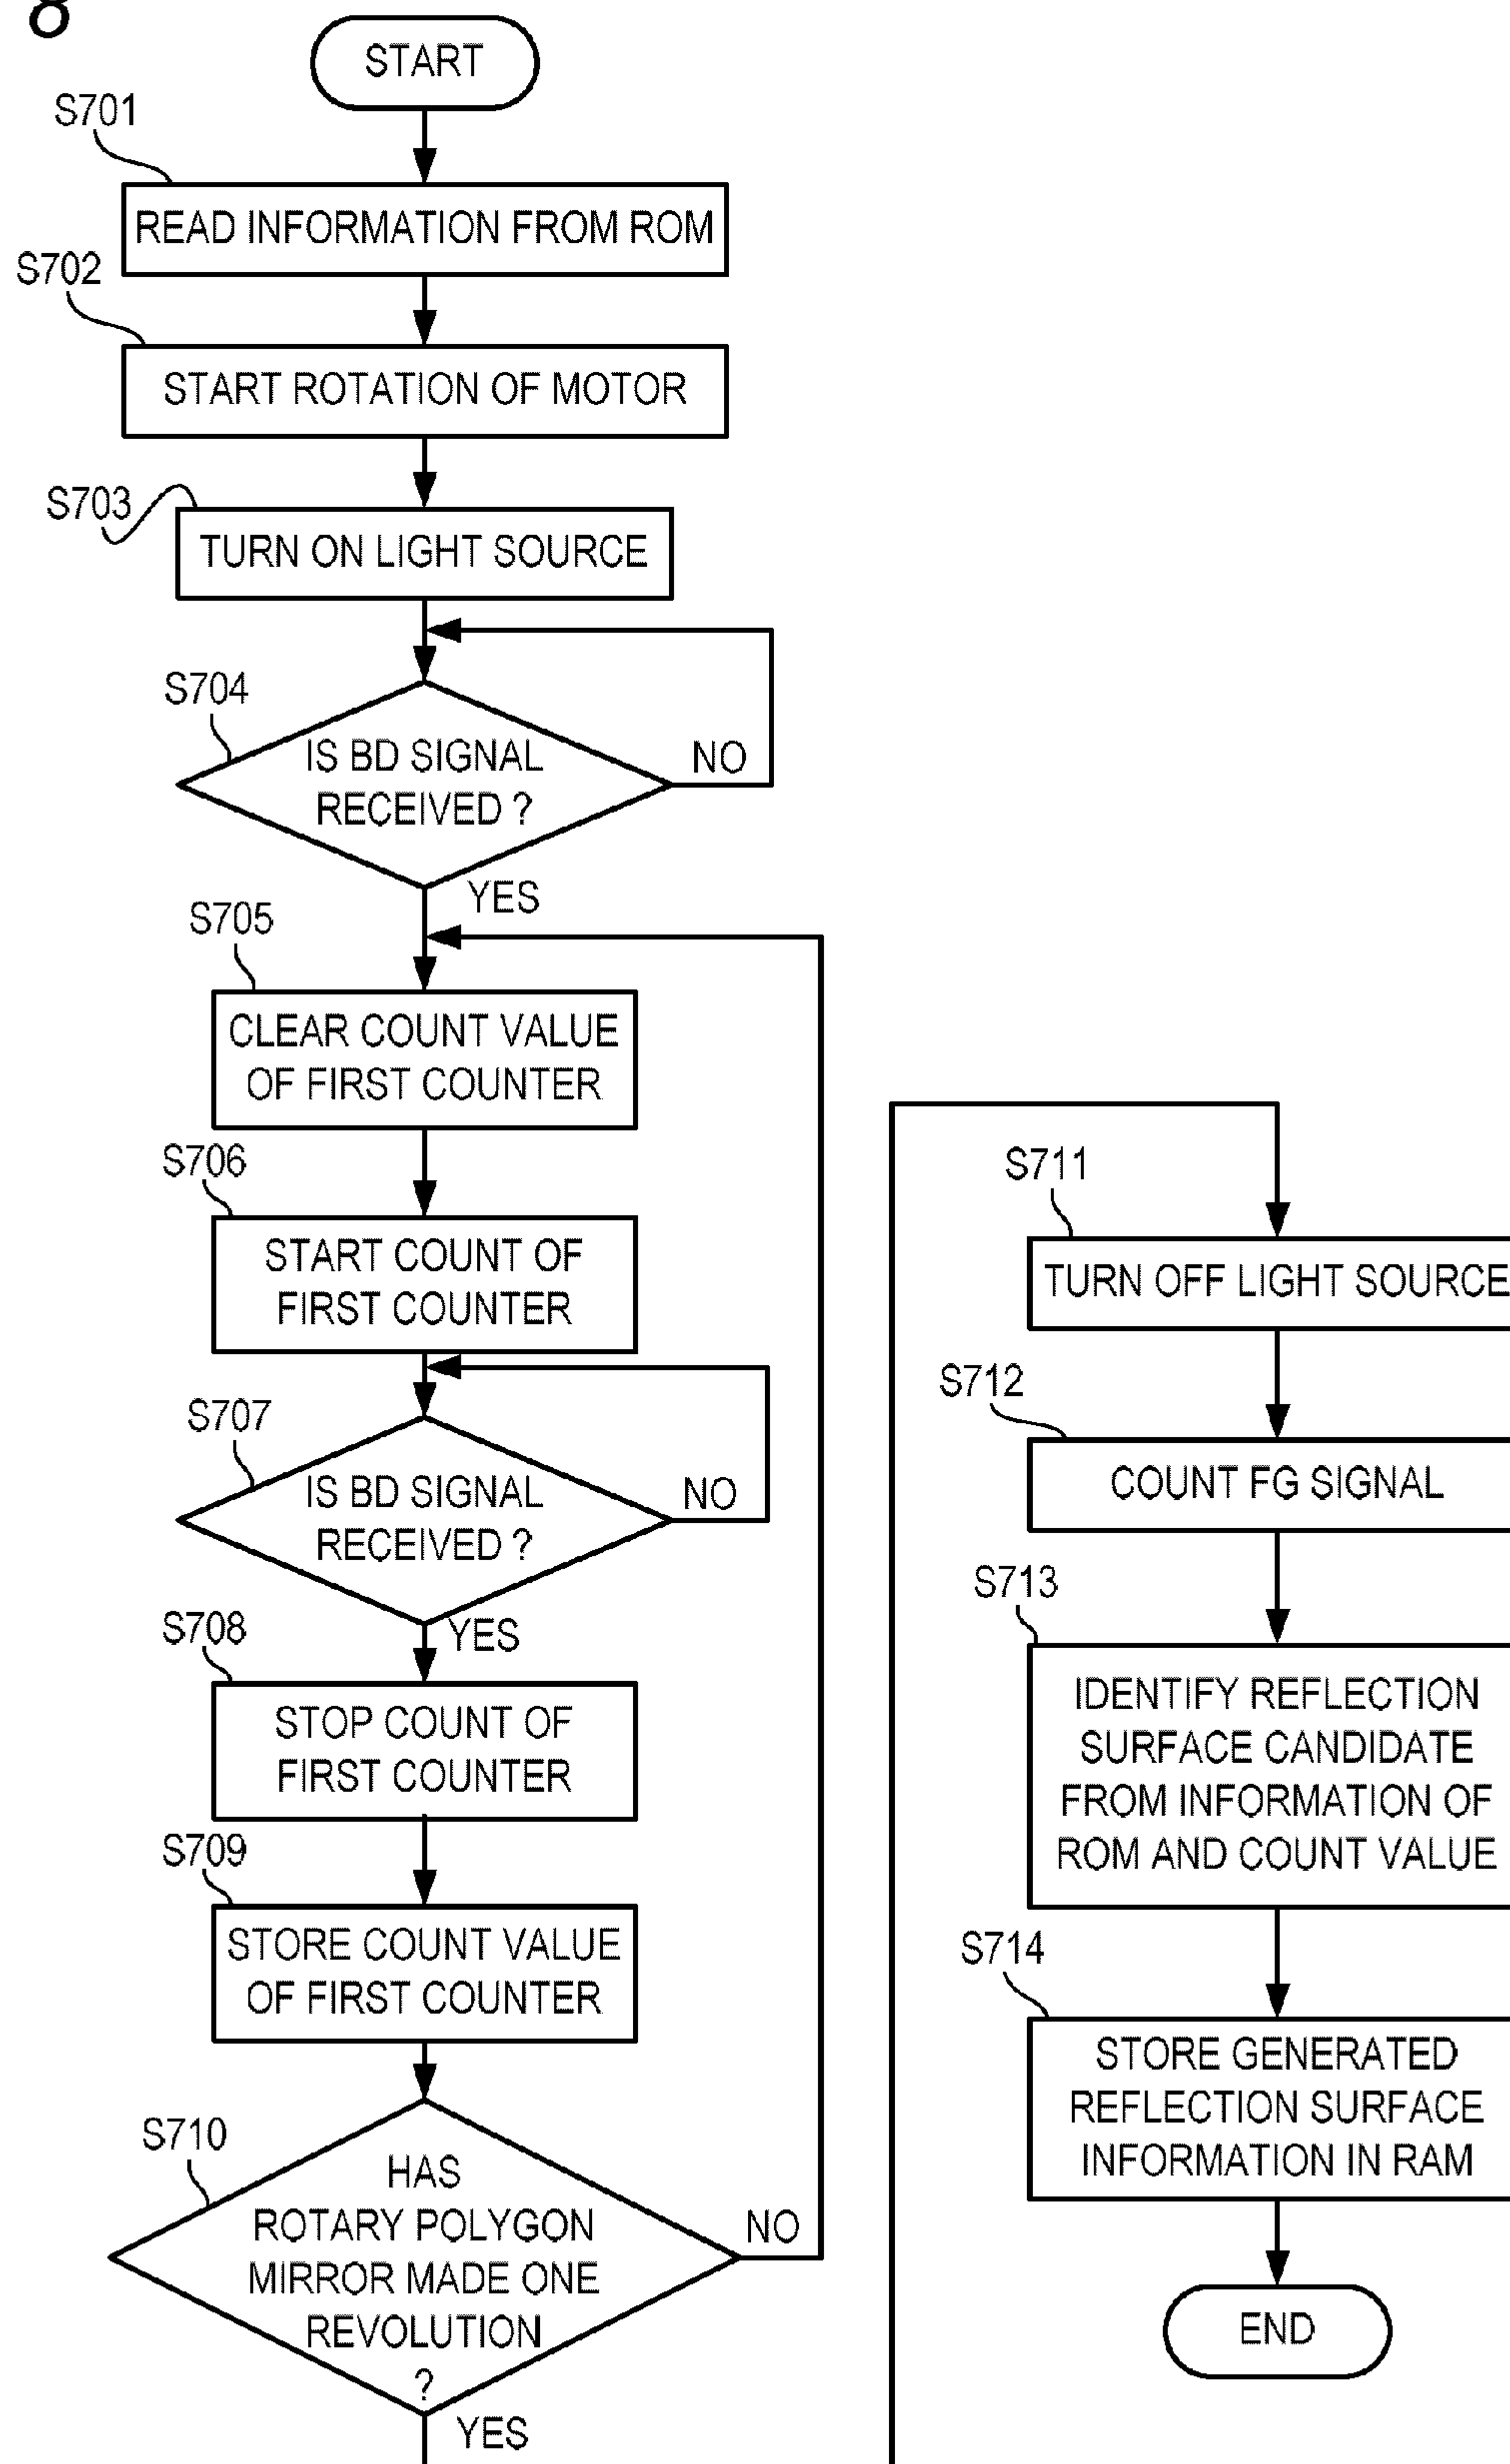 8
START
S701
READ INFORMATION FROM ROM
S702
START ROTATION OF MOTOR
S703
TURN ON LIGHT SOURCE
S704
IS BD SIGNAL
RECEIVED ?
NO
YES
S705
CLEAR COUNT VALUE
OF FIRST COUNTER
S706
START COUNT OF
FIRST COUNTER
S707
IS BD SIGNAL
RECEIVED ?
NO
YES
S708
STOP COUNT OF
FIRST COUNTER
S709
STORE COUNT VALUE
OF FIRST COUNTER
S710
HAS
ROTARY POLYGON
MIRROR MADE ONE
REVOLUTION
?
NO
YES
S711
TURN OFF LIGHT SOURCE
S712
COUNT FG SIGNAL
S713
IDENTIFY REFLECTION
SURFACE CANDIDATE
FROM INFORMATION OF
ROM AND COUNT VALUE
S714
STORE GENERATED
REFLECTION SURFACE
INFORMATION IN RAM
END